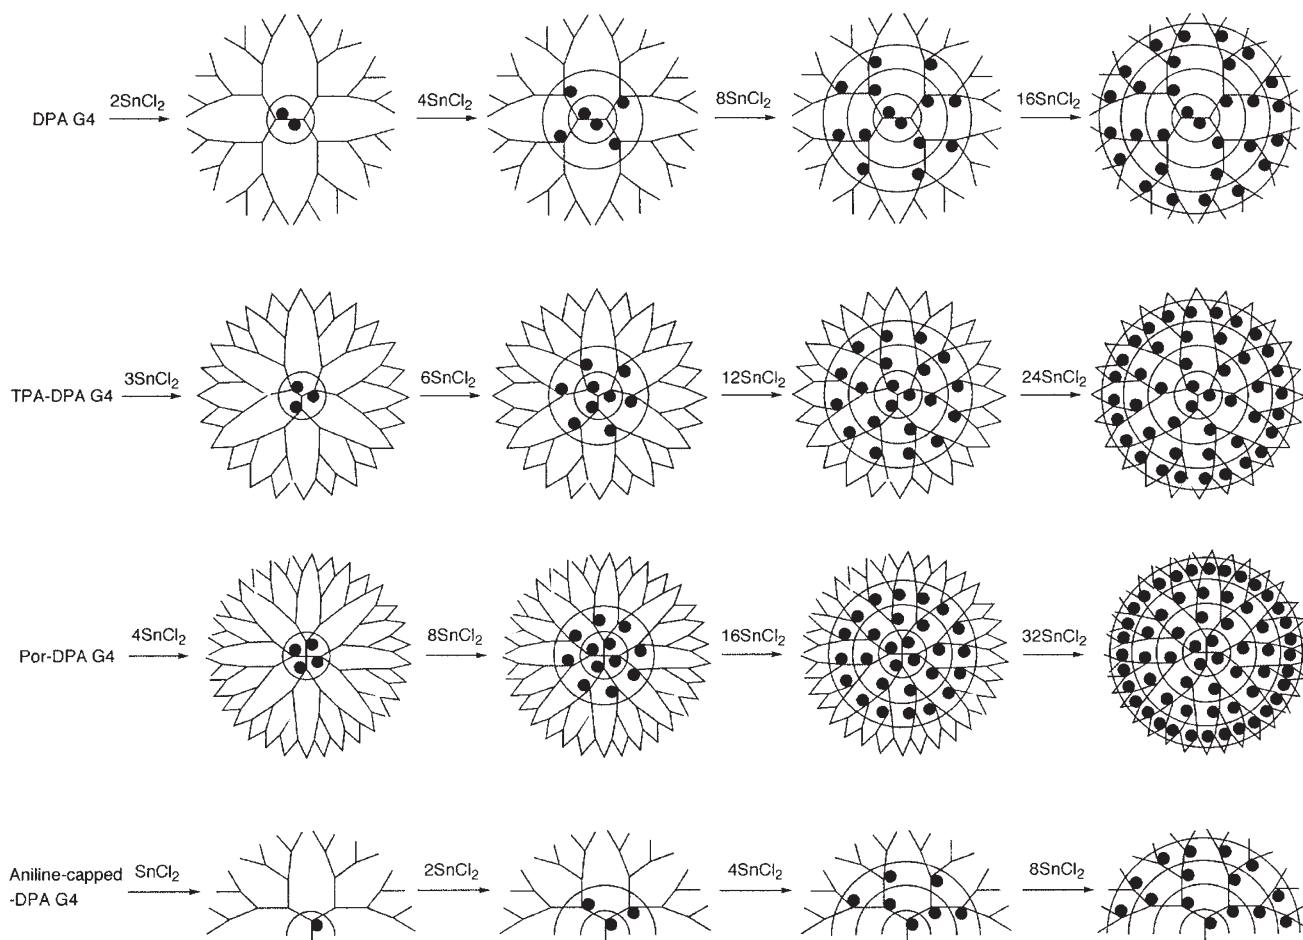 DPA G4 2SnCl₂ 4SnCl₂ 8SnCl₂ 16SnCl₂
TPA-DPA G4 3SnCl₂ 6SnCl₂ 12SnCl₂ 24SnCl₂
Por-DPA G4 4SnCl₂ 8SnCl₂ 16SnCl₂ 32SnCl₂
Aniline-capped SnCl₂ 2SnCl₂ 4SnCl₂ 8SnCl₂
-DPA G4